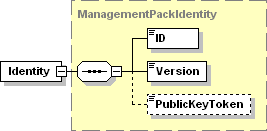 ManagementPackIdentity
ID
Identity
Version
PublicKeyToken